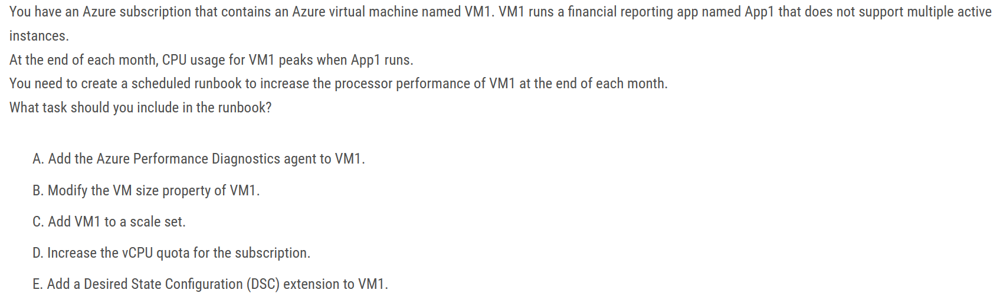 You have an Azure subscription that contains an Azure virtual machine named VM1. VM1 runs a financial reporting app named App1 that does not support multiple active
instances.
At the end of each month, CPU usage for VM1 peaks when App1 runs.
You need to create a scheduled runbook to increase the processor performance of VM1 at the end of each month.
What task should you include in the runbook?
A. Add the Azure Performance Diagnostics agent to VM1.
B. Modify the VM size property of VM1.
C. Add VM1 to a scale set.
D. Increase the vCPU quota for the subscription.
E. Add a Desired State Configuration (DSC) extension to VM1.